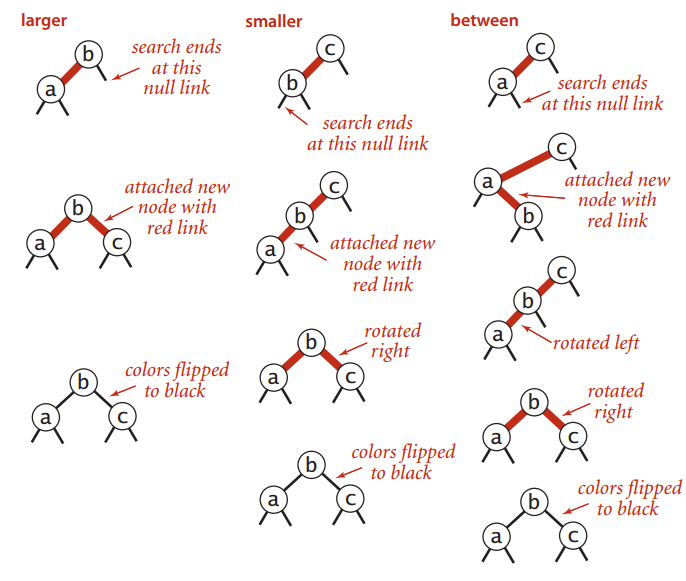 larger
b
a
search ends
at this
null link
b
a
c
attached new
node with
red link
b
a
c
colors flipped
to black
smaller
c
b
search ends
at this null link
c
b
a
attached new
node with
red link
b
a
c
rotated
right
b
a
c
colors flipped
to black
between
c
a
search ends
at this null link
c
a
b
attached new
node with
red link
c
b
a
rotated left
b
a
c
rotated
right
b
a
c
colors flipped
to black